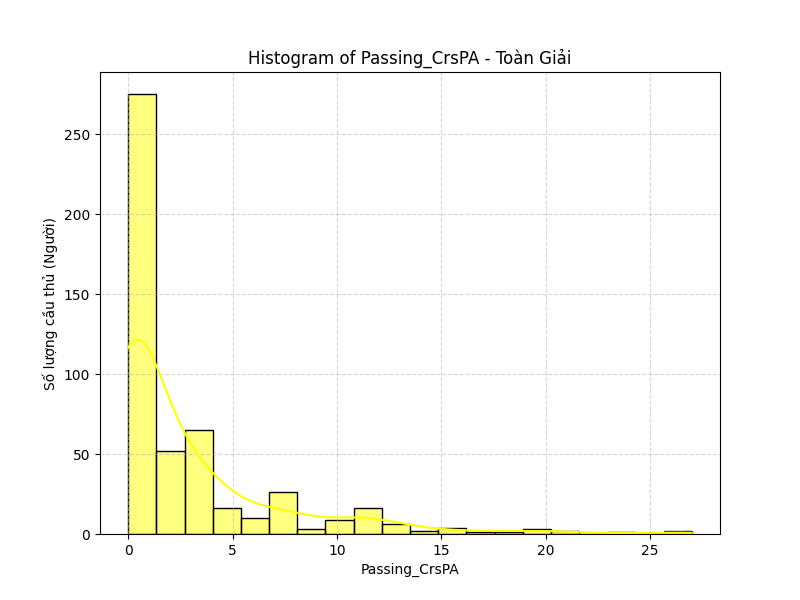 Histogram of Passing_CrsPA - Toàn Giải
Số lượng cầu thủ (Người)
250
200
150
100
50
0
0 5 10 15 20 25
Passing_CrsPA